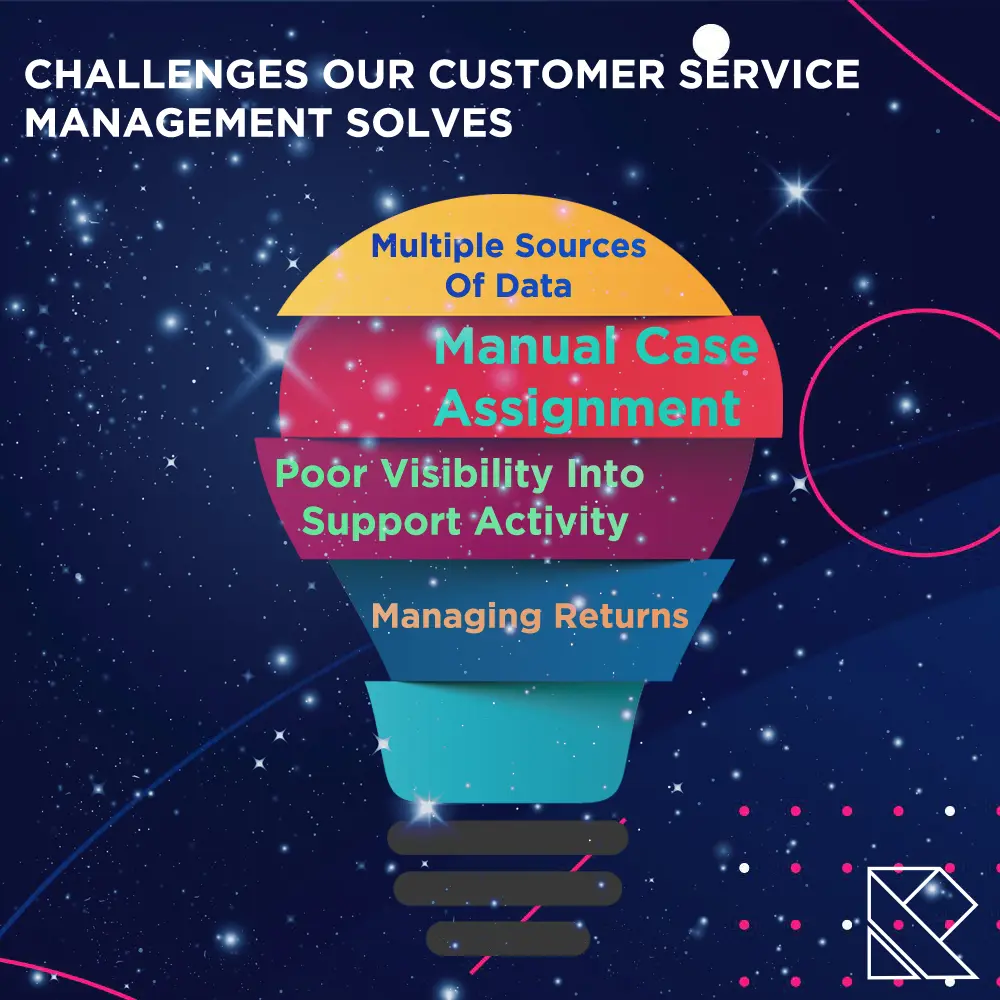 CHALLENGES OUR CUSTOMER SERVICE
MANAGEMENT SOLVES
Multiple Sources
Of Data
Manual Case
Assignment
Poor Visibility Into
Support Activity
Managing Returns